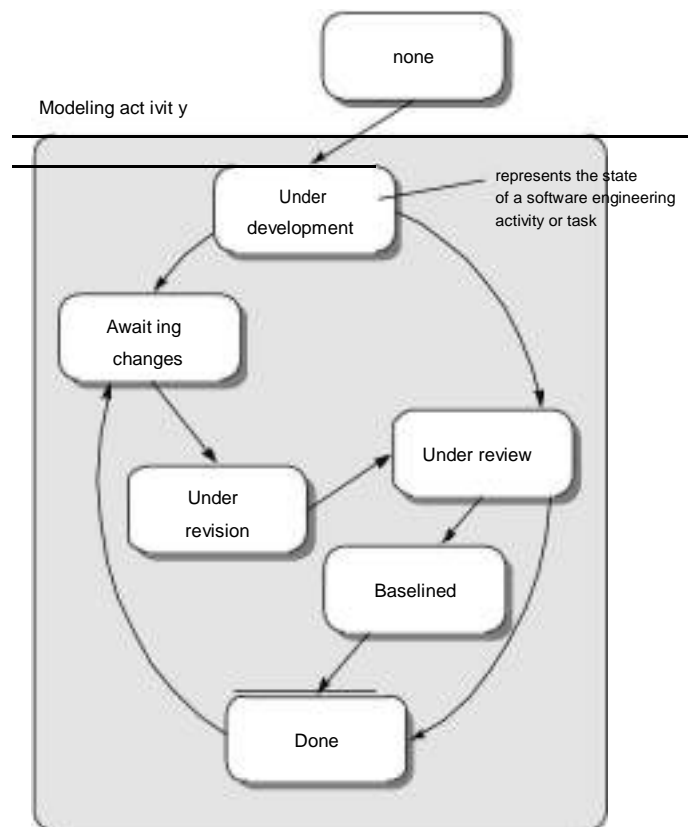 none
Modeling act ivit y
represents the state
of a software engineering
activity or task
Under
development
Await ing
changes
Under review
Under
revision
Baselined
Done